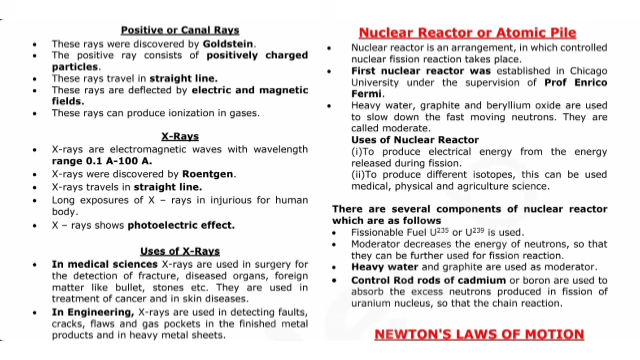 Positive or Canal Rays
• These rays were discovered by Goldstein.
• The positive ray consists of positively charged
particles.
• These rays travel in straight line.
• These rays are deflected by electric and magnetic
fields.
• These rays can produce ionization in gases.
X-Rays
• X-rays are electromagnetic waves with wavelength
range 0.1 A-100 A.
• X-rays were discovered by Roentgen.
• X-rays travels in straight line.
• Long exposures of X – rays in injurious for human
body.
• X – rays shows photoelectric effect.
Uses of X-Rays
• In medical sciences X-rays are used in surgery for
the detection of fracture, diseased organs, foreign
matter like bullet, stones etc. They are used in
treatment of cancer and in skin diseases.
• In Engineering, X-rays are used in detecting faults,
cracks, flaws and gas pockets in the finished metal
products and in heavy metal sheets.
Nuclear Reactor or Atomic Pile
• Nuclear reactor is an arrangement, in which controlled
nuclear fission reaction takes place.
• First nuclear reactor was established in Chicago
University under the supervision of Prof Enrico
Fermi.
• Heavy water, graphite and beryllium oxide are used
to slow down the fast moving neutrons. They are
called moderate.
Uses of Nuclear Reactor
(i)To produce electrical energy from the energy
released during fission.
(ii)To produce different isotopes, this can be used
medical, physical and agriculture science.
There are several components of nuclear reactor
which are as follows
• Fissionable Fuel U²³⁵ or U²³⁹ is used.
• Moderator decreases the energy of neutrons, so that
they can be further used for fission reaction.
• Heavy water and graphite are used as moderator.
• Control Rod rods of cadmium or boron are used to
absorb the excess neutrons produced in fission of
uranium nucleus, so that the chain reaction.
NEWTON'S LAWS OF MOTION